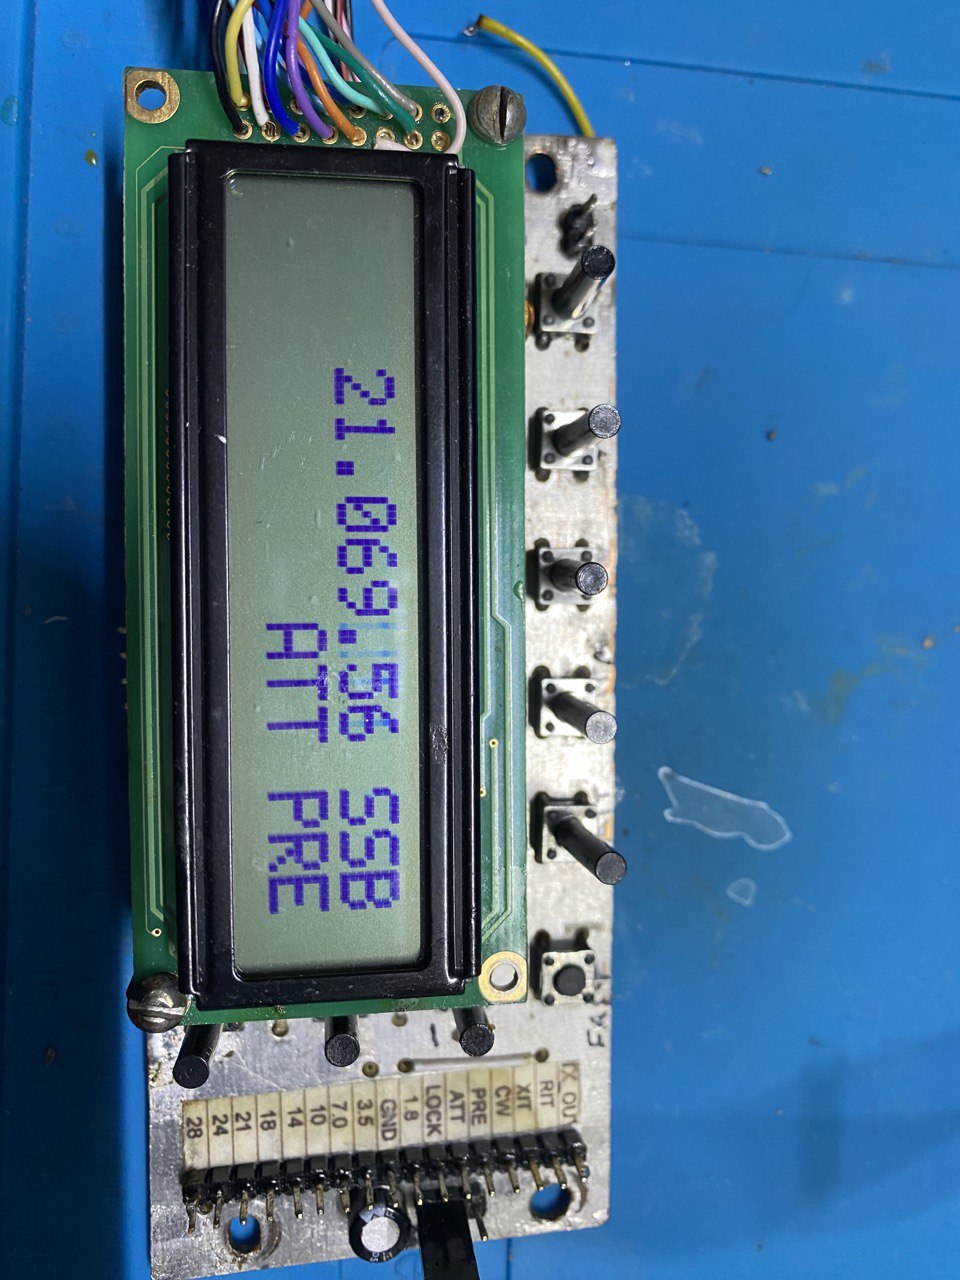 21.069.56 SSB
ATT PRE
FAST
28
24
21
18
14
10
7.0
3.5
GND
1.8
LOCK
ATT
PRE
CW
XIT
RIT